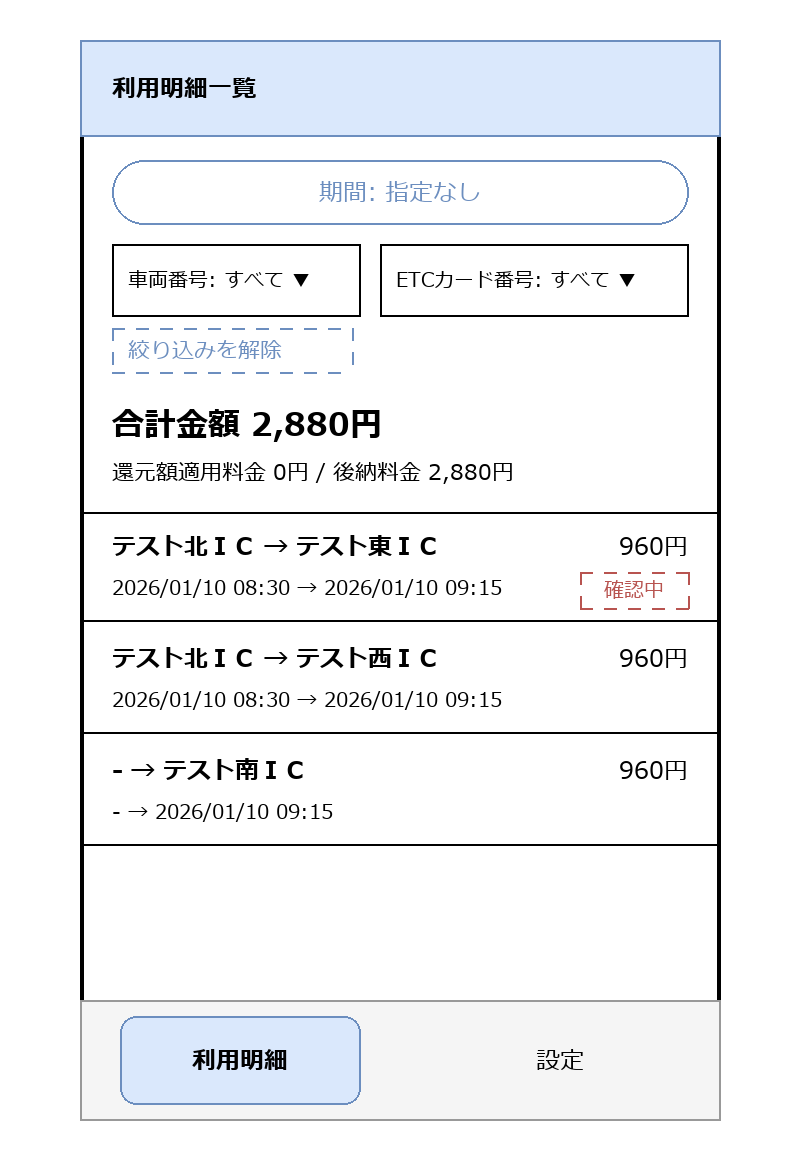 利用明細一覧
期間: 指定なし
車両番号: すべて ▼
ETCカード番号: すべて ▼
絞り込みを解除
合計金額 2,880円
還元額適用料金 0円 / 後納料金 2,880円
テスト北ＩＣ → テスト東ＩＣ 960円
2026/01/10 08:30 → 2026/01/10 09:15 確認中
テスト北ＩＣ → テスト西ＩＣ 960円
2026/01/10 08:30 → 2026/01/10 09:15
- → テスト南ＩＣ 960円
- → 2026/01/10 09:15
利用明細 設定